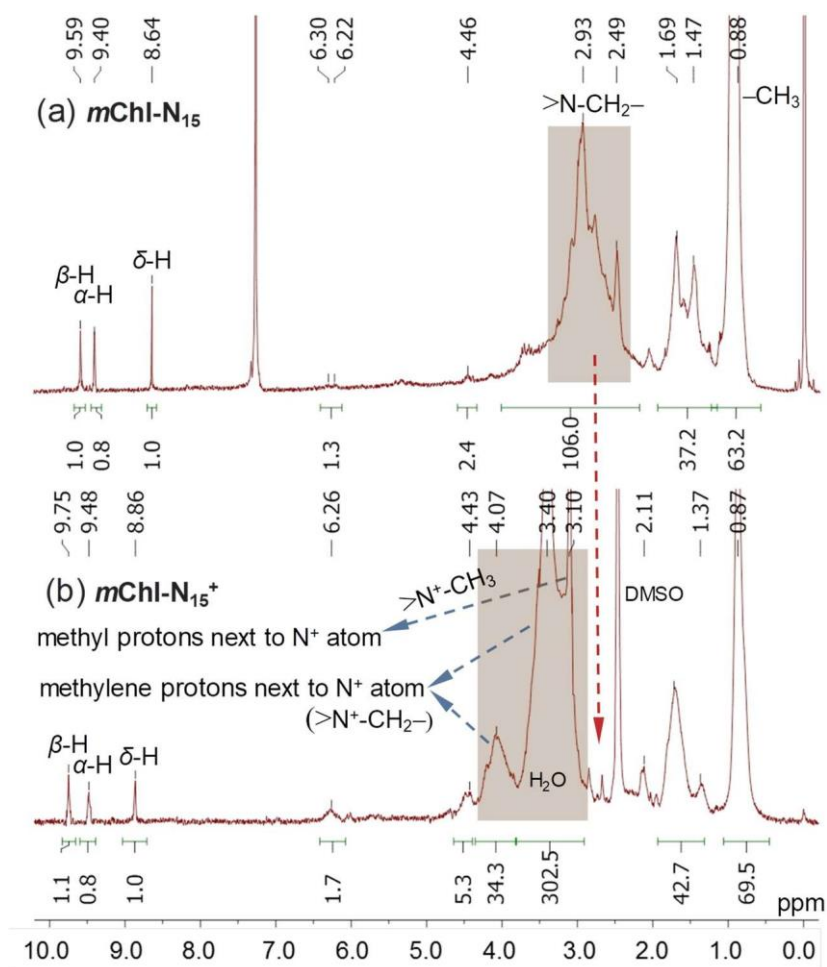 9.59 9.40 8.64 6.30 6.22 4.46 2.93 2.49 1.69 1.47 0.88
>N-CH₂–
–CH₃
(a) mChl-N₁₅
β-H
α-H
δ-H
1.0 0.8 1.0 1.3 2.4 106.0 37.2 63.2
9.75 9.48 8.86 6.26 4.43 4.07 3.40 3.10 2.11 1.37 0.87
(b) mChl-N₁₅⁺
>N⁺-CH₃
DMSO
methyl protons next to N⁺ atom
methylene protons next to N⁺ atom
(>N⁺-CH₂–)
β-H
α-H
δ-H
H₂O
1.1 0.8 1.0 1.7 5.3 34.3 302.5 42.7 69.5
ppm
10.0 9.0 8.0 7.0 6.0 5.0 4.0 3.0 2.0 1.0 0.0